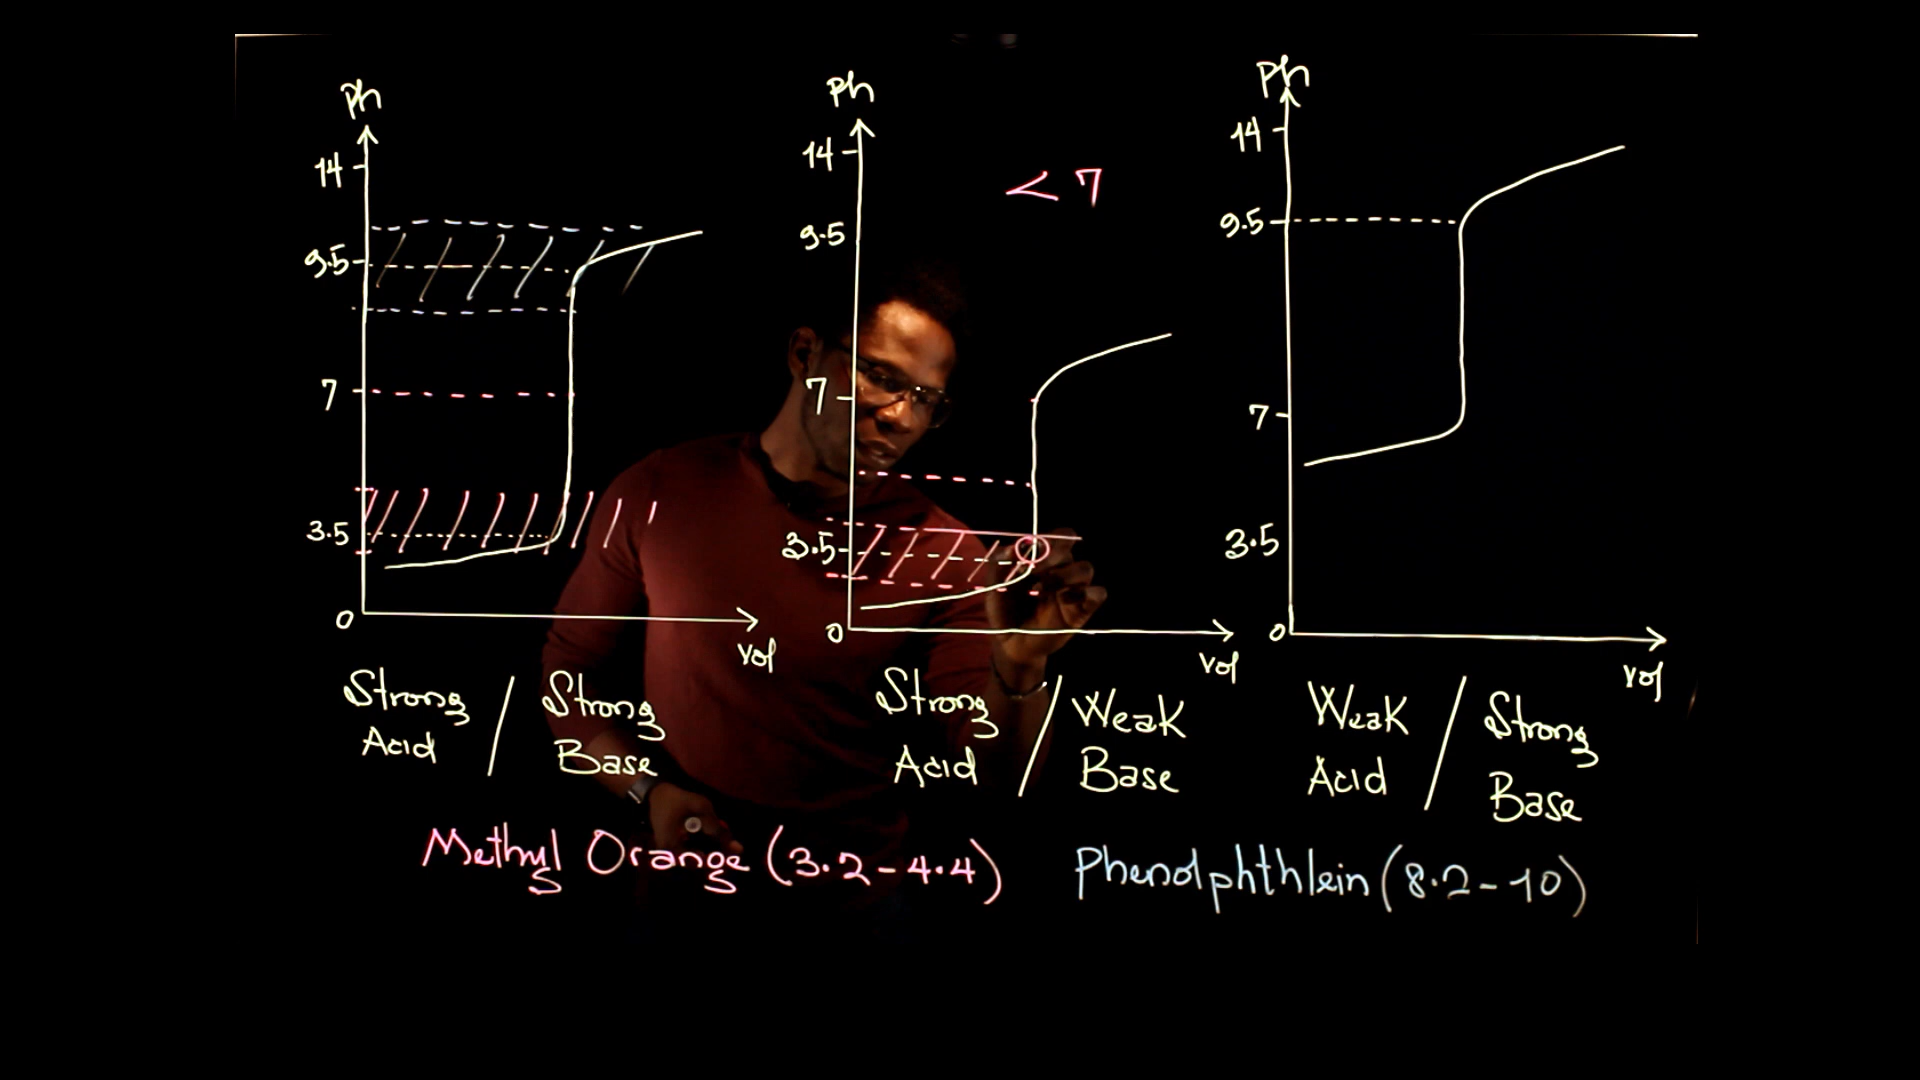 Ph
14
9.5
7
3.5
0
Vol
Strong Acid / Strong Base
Ph
14
< 7
9.5
7
3.5
0
Vol
Strong Acid / Weak Base
Ph
14
9.5
7
3.5
0
Vol
Weak Acid / Strong Base
Methyl Orange (3.2-4.4)
Phenolphthlein (8.2-10)